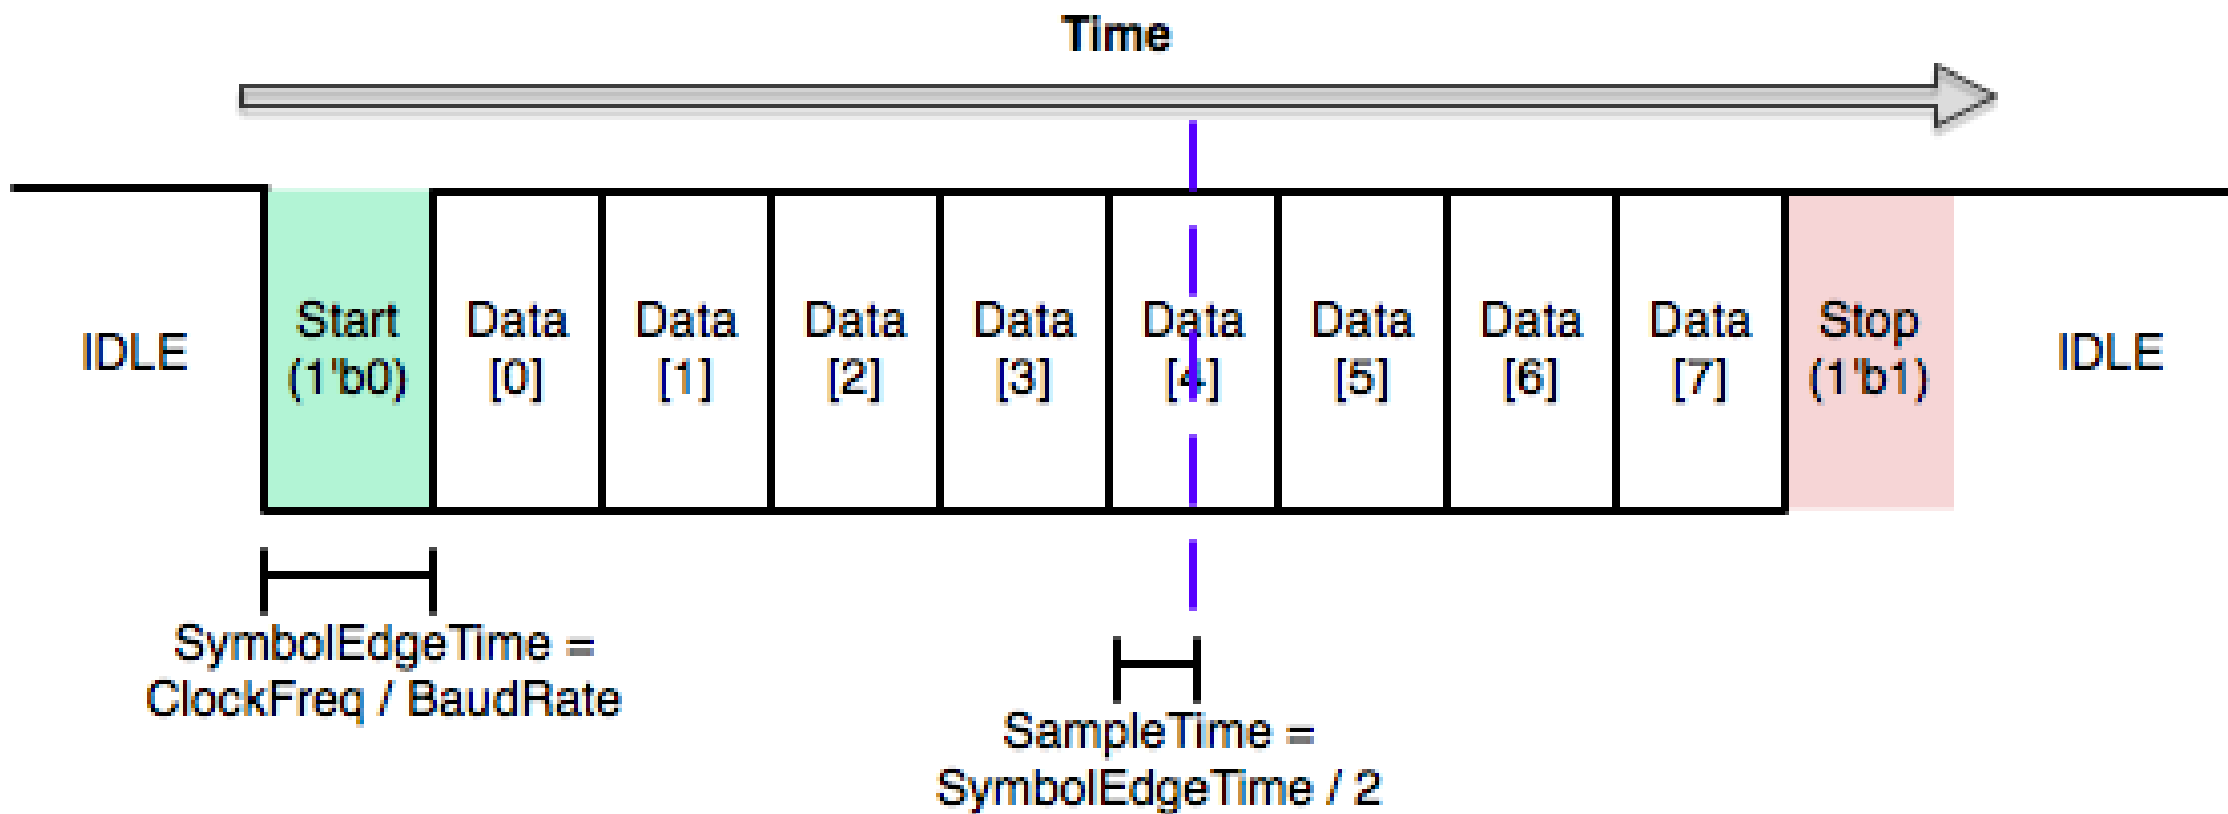 Time
IDLE
Start
(1'b0)
Data
[0]
Data
[1]
Data
[2]
Data
[3]
Data
[4]
Data
[5]
Data
[6]
Data
[7]
Stop
(1'b1)
IDLE
SymbolEdgeTime =
ClockFreq / BaudRate
SampleTime =
SymbolEdgeTime / 2